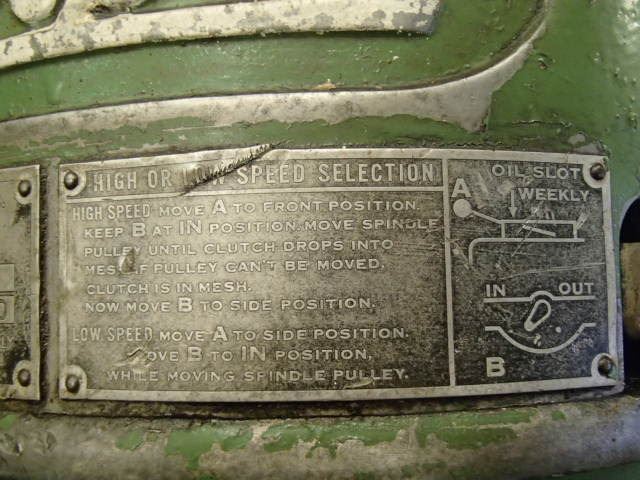 HIGH OR LOW SPEED SELECTION
HIGH SPEED MOVE A TO FRONT POSITION.
KEEP B AT IN POSITION. MOVE SPINDLE
PULLEY UNTIL CLUTCH DROPS INTO
MESH. IF PULLEY CAN'T BE MOVED,
CLUTCH IS IN MESH.
NOW MOVE B TO SIDE POSITION.
LOW SPEED MOVE A TO SIDE POSITION.
MOVE B TO IN POSITION,
WHILE MOVING SPINDLE PULLEY.
OIL SLOT
WEEKLY
A
IN OUT
B